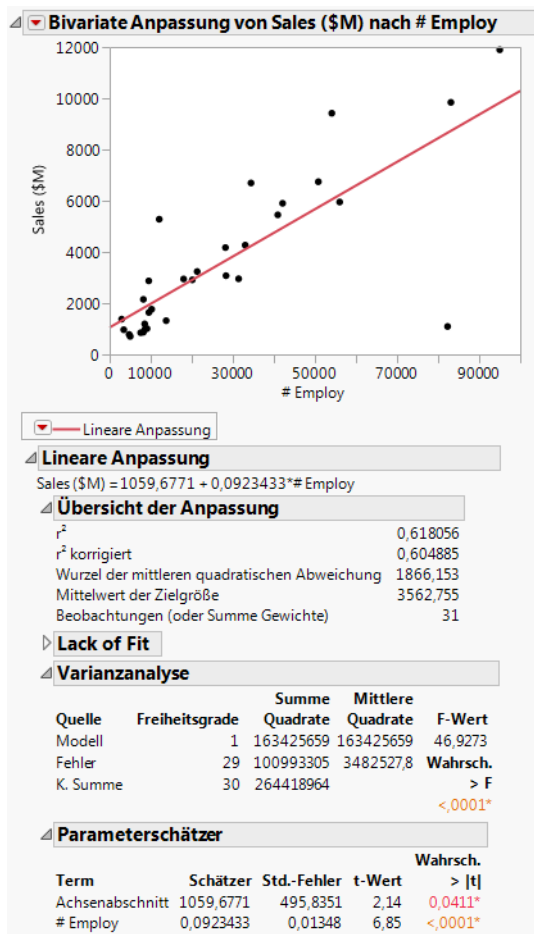 Bivariate Anpassung von Sales ($M) nach # Employ
12000
10000
8000
6000
4000
2000
0
Sales ($M)
0 10000 30000 50000 70000 90000
# Employ
Lineare Anpassung
Lineare Anpassung
Sales ($M) = 1059,6771 + 0,0923433*# Employ
Übersicht der Anpassung
r² 0,618056
r² korrigiert 0,604885
Wurzel der mittleren quadratischen Abweichung 1866,153
Mittelwert der Zielgröße 3562,755
Beobachtungen (oder Summe Gewichte) 31
Lack of Fit
Varianzanalyse
Summe Mittlere
Quelle Freiheitsgrade Quadrate Quadrate F-Wert
Modell 1 163425659 163425659 46,9273
Fehler 29 100993305 3482527,8 Wahrsch.
K. Summe 30 264418964 > F
<,0001*
Parameterschätzer
Wahrsch.
Term Schätzer Std.-Fehler t-Wert > |t|
Achsenabschnitt 1059,6771 495,8351 2,14 0,0411*
# Employ 0,0923433 0,01348 6,85 <,0001*